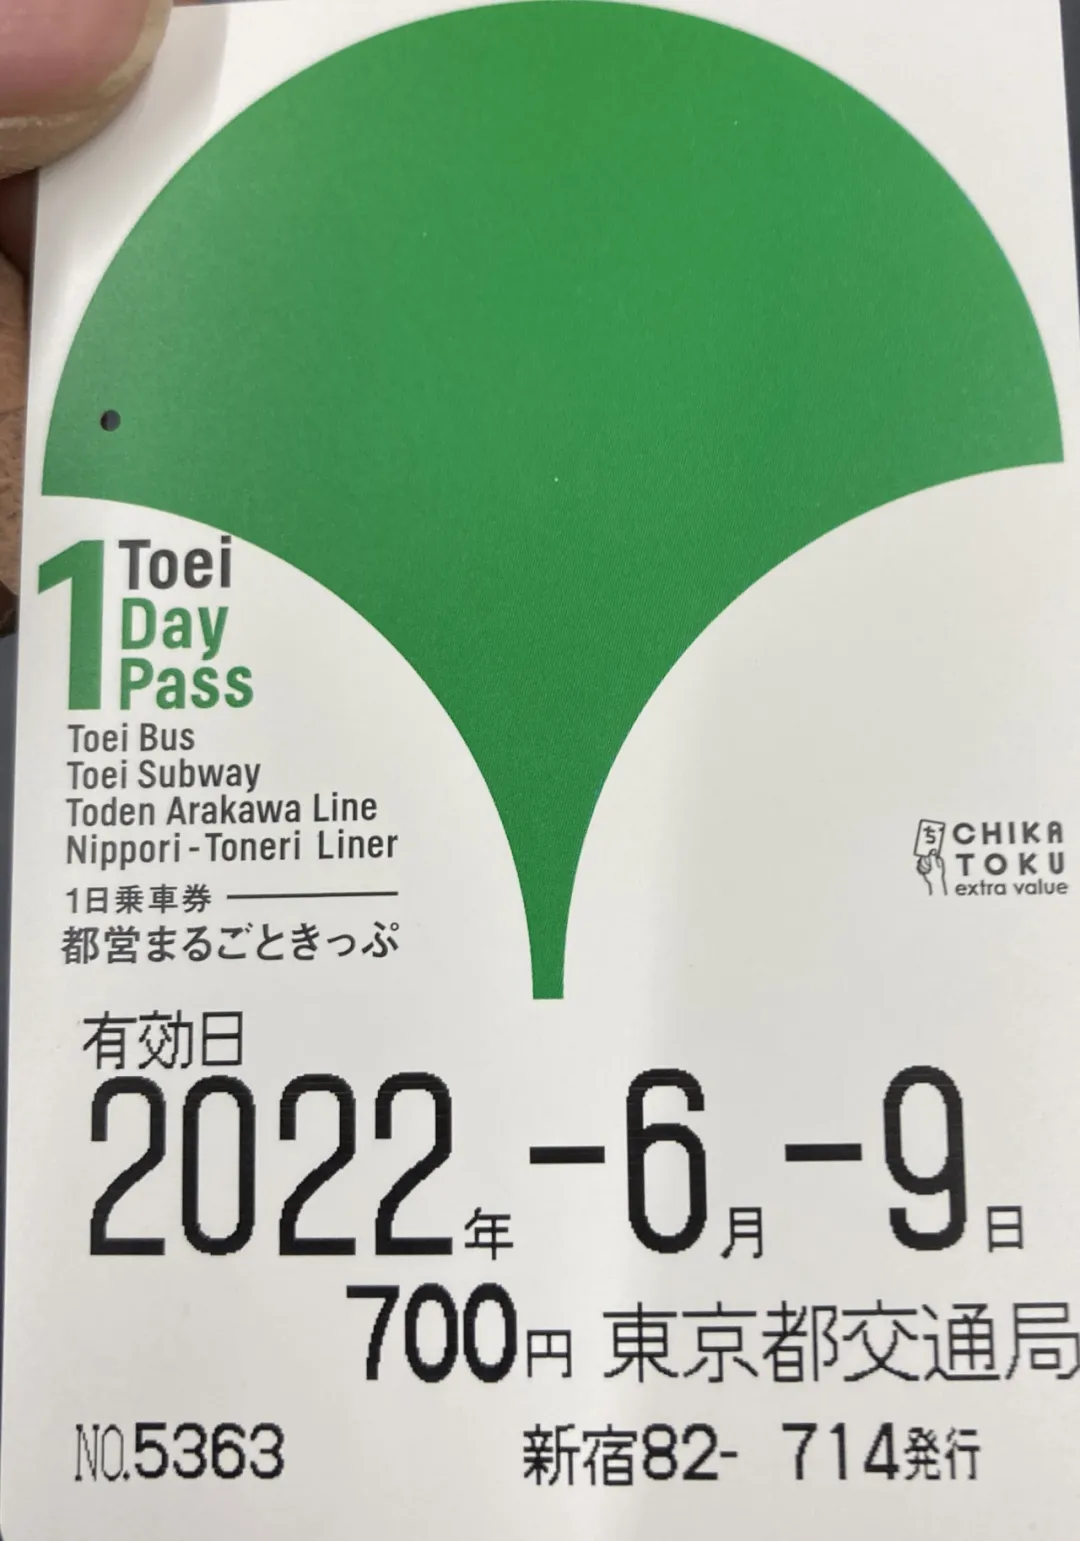 1 Toei
Day
Pass
Toei Bus
Toei Subway
Toden Arakawa Line
Nippori-Toneri Liner
1日乗車券
都営まるごときっぷ
ち CHIKA
TOKU
extra value
有効日
2022年-6月-9日
700円 東京都交通局
NO.5363 新宿82- 714発行